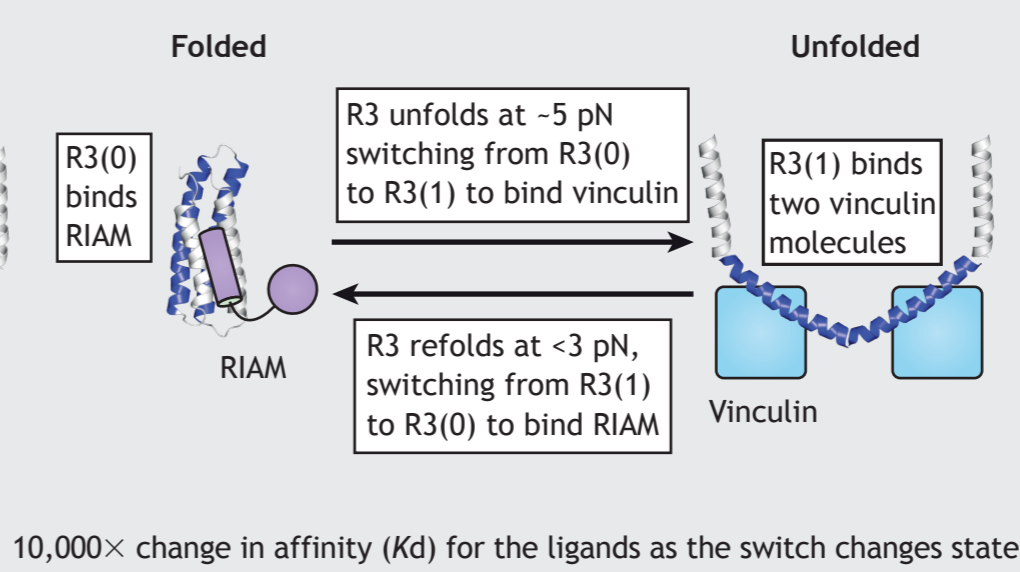 Folded
Unfolded
R3(0)
binds
RIAM
R3 unfolds at ~5 pN
switching from R3(0)
to R3(1) to bind vinculin
R3(1) binds
two vinculin
molecules
RIAM
R3 refolds at <3 pN,
switching from R3(1)
to R3(0) to bind RIAM
Vinculin
10,000× change in affinity (Kd) for the ligands as the switch changes state